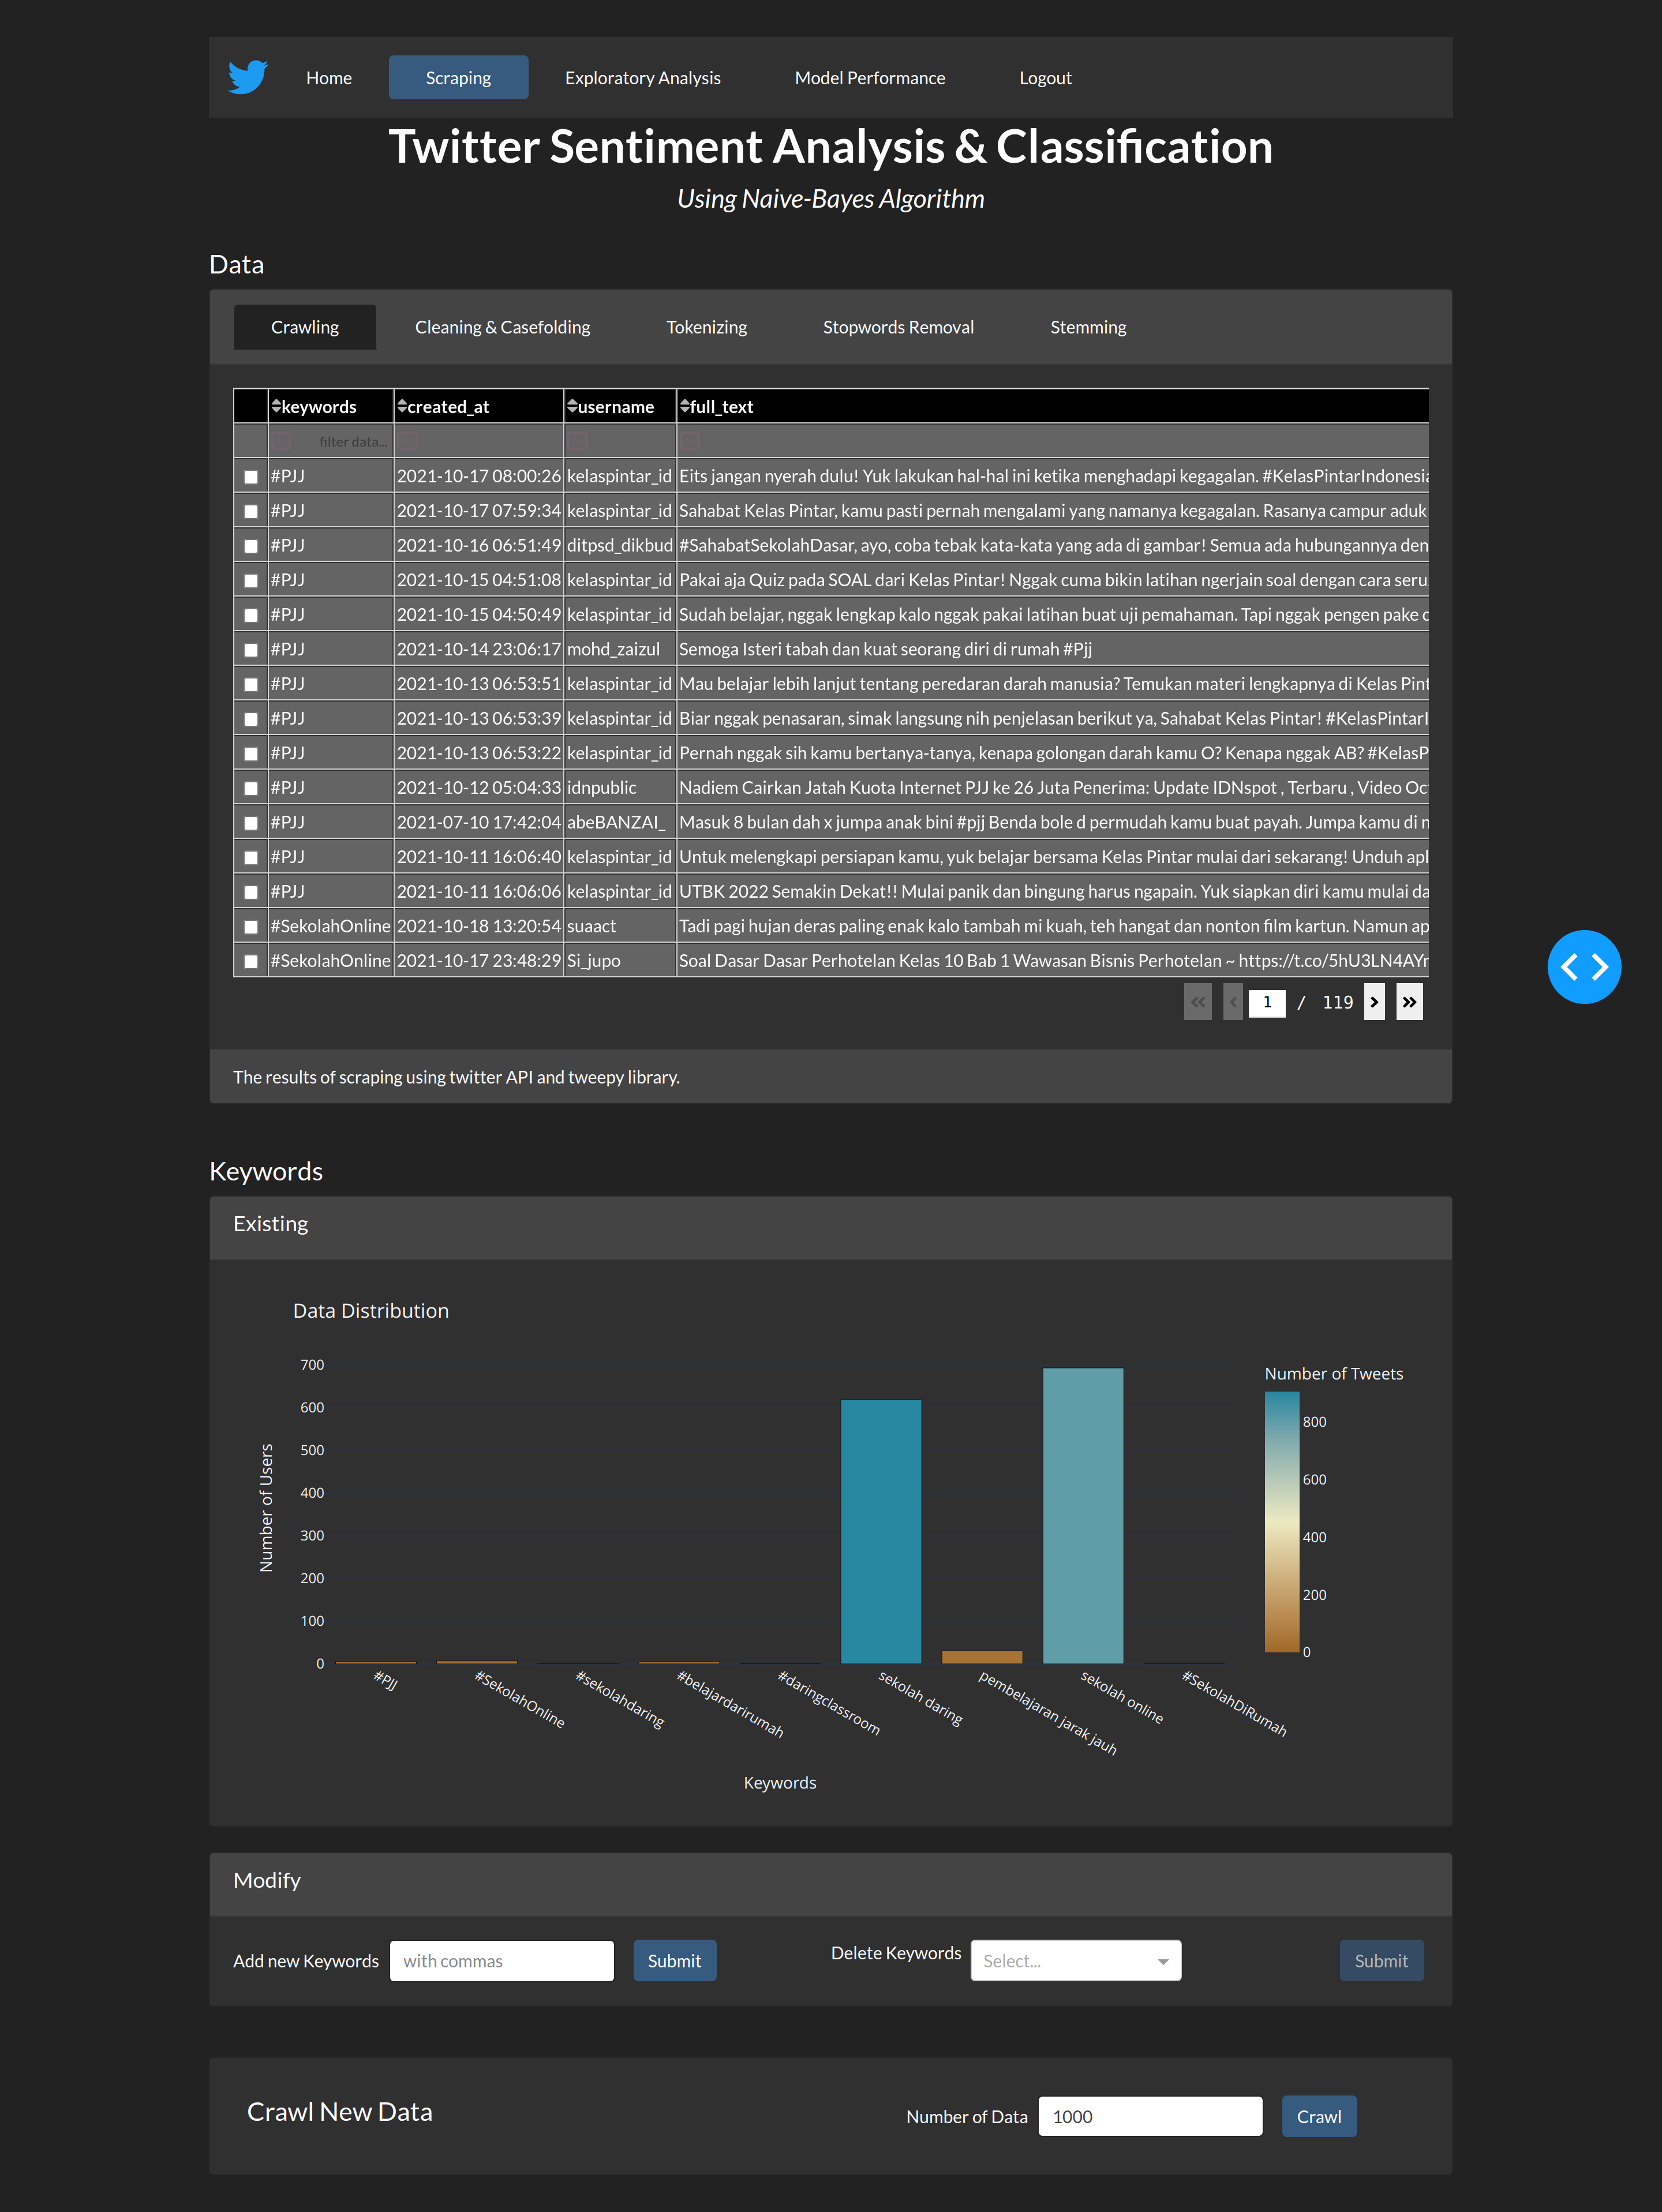 Home Scraping Exploratory Analysis Model Performance Logout
Twitter Sentiment Analysis & Classification
Using Naive-Bayes Algorithm
Data
Crawling Cleaning & Casefolding Tokenizing Stopwords Removal Stemming
keywords created_at username full_text
filter data...
#PJJ 2021-10-17 08:00:26 kelaspintar_id Eits jangan nyerah dulu! Yuk lakukan hal-hal ini ketika menghadapi kegagalan. #KelasPintarIndonesia
#PJJ 2021-10-17 07:59:34 kelaspintar_id Sahabat Kelas Pintar, kamu pasti pernah mengalami yang namanya kegagalan. Rasanya campur aduk
#PJJ 2021-10-16 06:51:49 ditpsd_dikbud #SahabatSekolahDasar, ayo, coba tebak kata-kata yang ada di gambar! Semua ada hubungannya den
#PJJ 2021-10-15 04:51:08 kelaspintar_id Pakai aja Quiz pada SOAL dari Kelas Pintar! Nggak cuma bikin latihan ngerjain soal dengan cara seru
#PJJ 2021-10-15 04:50:49 kelaspintar_id Sudah belajar, nggak lengkap kalo nggak pakai latihan buat uji pemahaman. Tapi nggak pengen pake c
#PJJ 2021-10-14 23:06:17 mohd_zaizul Semoga Isteri tabah dan kuat seorang diri di rumah #Pjj
#PJJ 2021-10-13 06:53:51 kelaspintar_id Mau belajar lebih lanjut tentang peredaran darah manusia? Temukan materi lengkapnya di Kelas Pint
#PJJ 2021-10-13 06:53:39 kelaspintar_id Biar nggak penasaran, simak langsung nih penjelasan berikut ya, Sahabat Kelas Pintar! #KelasPintarI
#PJJ 2021-10-13 06:53:22 kelaspintar_id Pernah nggak sih kamu bertanya-tanya, kenapa golongan darah kamu O? Kenapa nggak AB? #KelasP
#PJJ 2021-10-12 05:04:33 idnpublic Nadiem Cairkan Jatah Kuota Internet PJJ ke 26 Juta Penerima: Update IDNspot , Terbaru , Video Oc
#PJJ 2021-07-10 17:42:04 abeBANZAI_ Masuk 8 bulan dah x jumpa anak bini #pjj Benda bole d permudah kamu buat payah. Jumpa kamu di n
#PJJ 2021-10-11 16:06:40 kelaspintar_id Untuk melengkapi persiapan kamu, yuk belajar bersama Kelas Pintar mulai dari sekarang! Unduh apl
#PJJ 2021-10-11 16:06:06 kelaspintar_id UTBK 2022 Semakin Dekat!! Mulai panik dan bingung harus ngapain. Yuk siapkan diri kamu mulai da
#SekolahOnline 2021-10-18 13:20:54 suaact Tadi pagi hujan deras paling enak kalo tambah mi kuah, teh hangat dan nonton film kartun. Namun ap
#SekolahOnline 2021-10-17 23:48:29 Si_jupo Soal Dasar Dasar Perhotelan Kelas 10 Bab 1 Wawasan Bisnis Perhotelan ~ https://t.co/5hU3LN4AYr
1 / 119
The results of scraping using twitter API and tweepy library.
Keywords
Existing
Data Distribution
Number of Users
700
600
500
400
300
200
100
0
#PJJ
#SekolahOnline
#sekolahdaring
#belajardarirumah
#daringclassroom
sekolah daring
pembelajaran jarak jauh
sekolah online
#SekolahDiRumah
Keywords
Number of Tweets
800
600
400
200
0
Modify
Add new Keywords with commas Submit Delete Keywords Select... Submit
Crawl New Data Number of Data 1000 Crawl